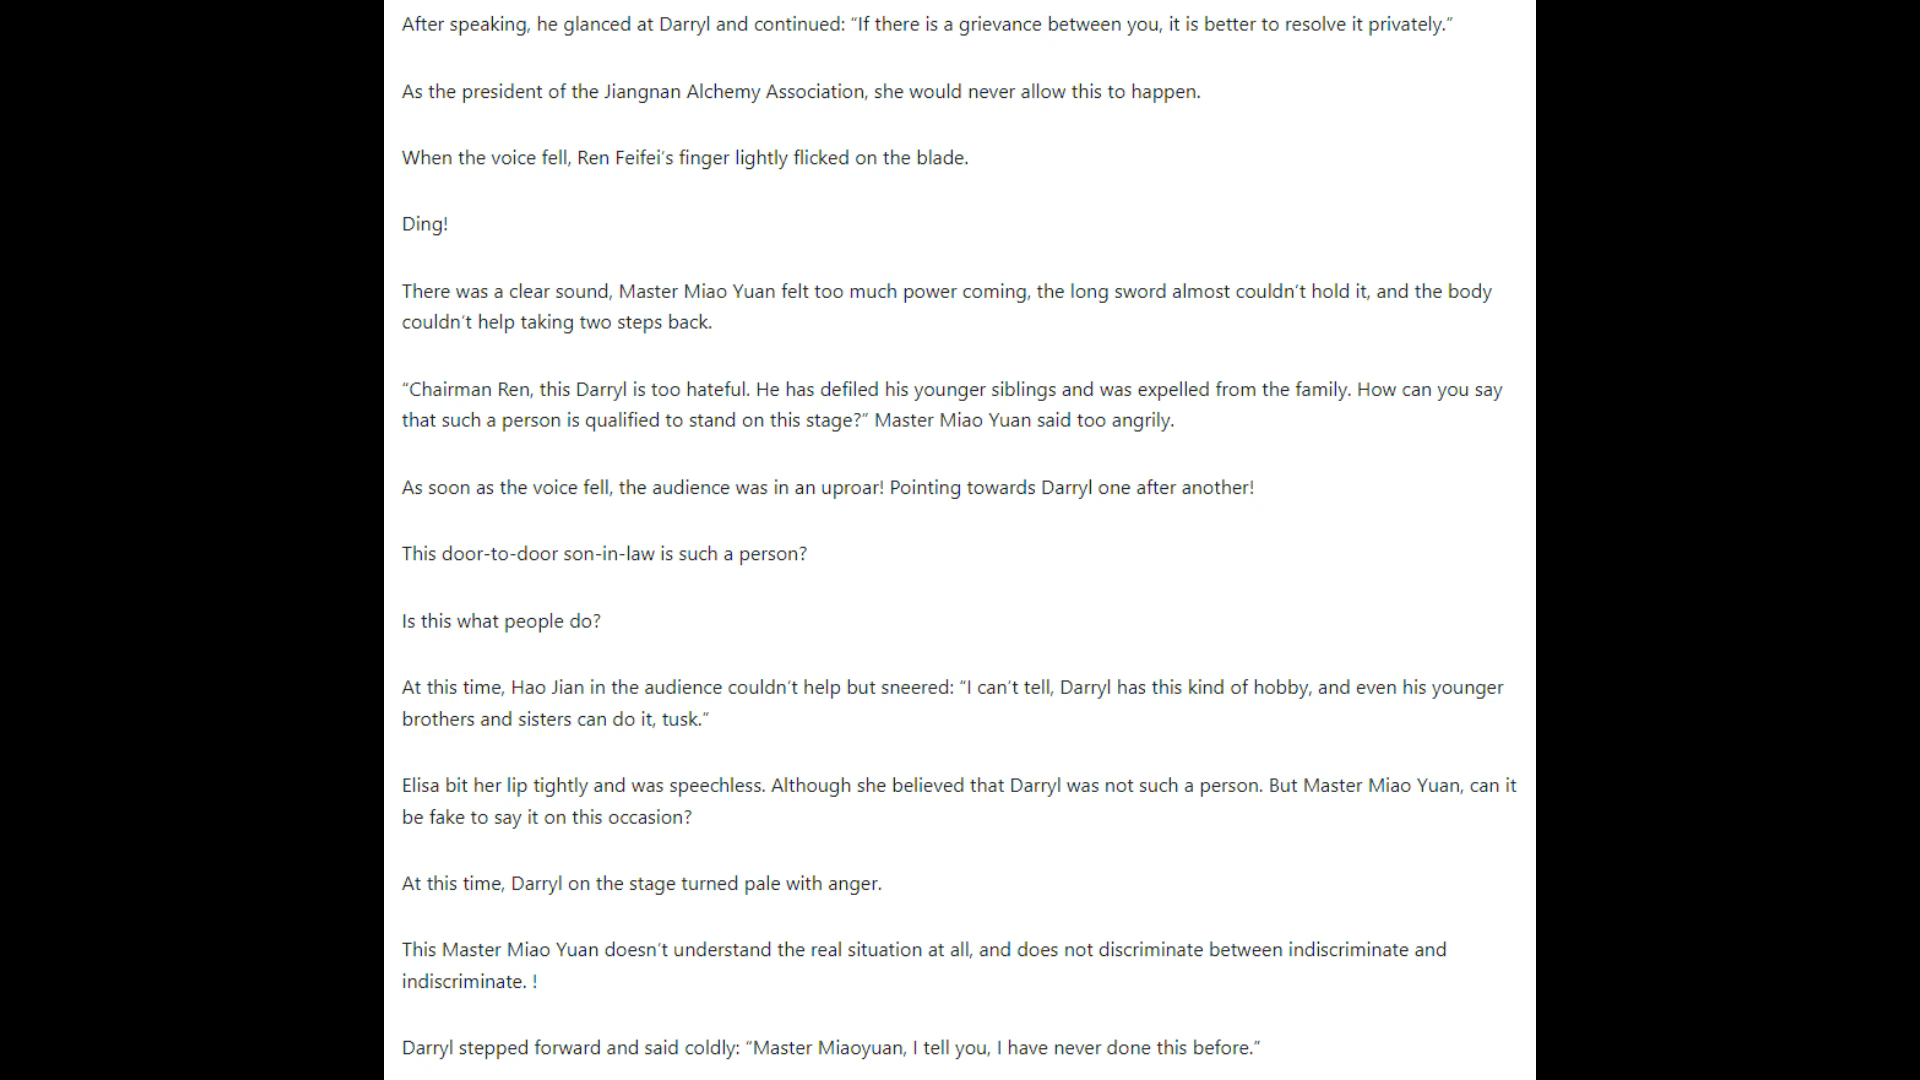 After speaking, he glanced at Darryl and continued: “If there is a grievance between you, it is better to resolve it privately.”
As the president of the Jiangnan Alchemy Association, she would never allow this to happen.
When the voice fell, Ren Feifei’s finger lightly flicked on the blade.
Ding!
There was a clear sound, Master Miao Yuan felt too much power coming, the long sword almost couldn’t hold it, and the body
couldn’t help taking two steps back.
“Chairman Ren, this Darryl is too hateful. He has defiled his younger siblings and was expelled from the family. How can you say
that such a person is qualified to stand on this stage?” Master Miao Yuan said too angrily.
As soon as the voice fell, the audience was in an uproar! Pointing towards Darryl one after another!
This door-to-door son-in-law is such a person?
Is this what people do?
At this time, Hao Jian in the audience couldn’t help but sneered: “I can’t tell, Darryl has this kind of hobby, and even his younger
brothers and sisters can do it, tusk.”
Elisa bit her lip tightly and was speechless. Although she believed that Darryl was not such a person. But Master Miao Yuan, can it
be fake to say it on this occasion?
At this time, Darryl on the stage turned pale with anger.
This Master Miao Yuan doesn’t understand the real situation at all, and does not discriminate between indiscriminate and
indiscriminate. !
Darryl stepped forward and said coldly: “Master Miaoyuan, I tell you, I have never done this before.”